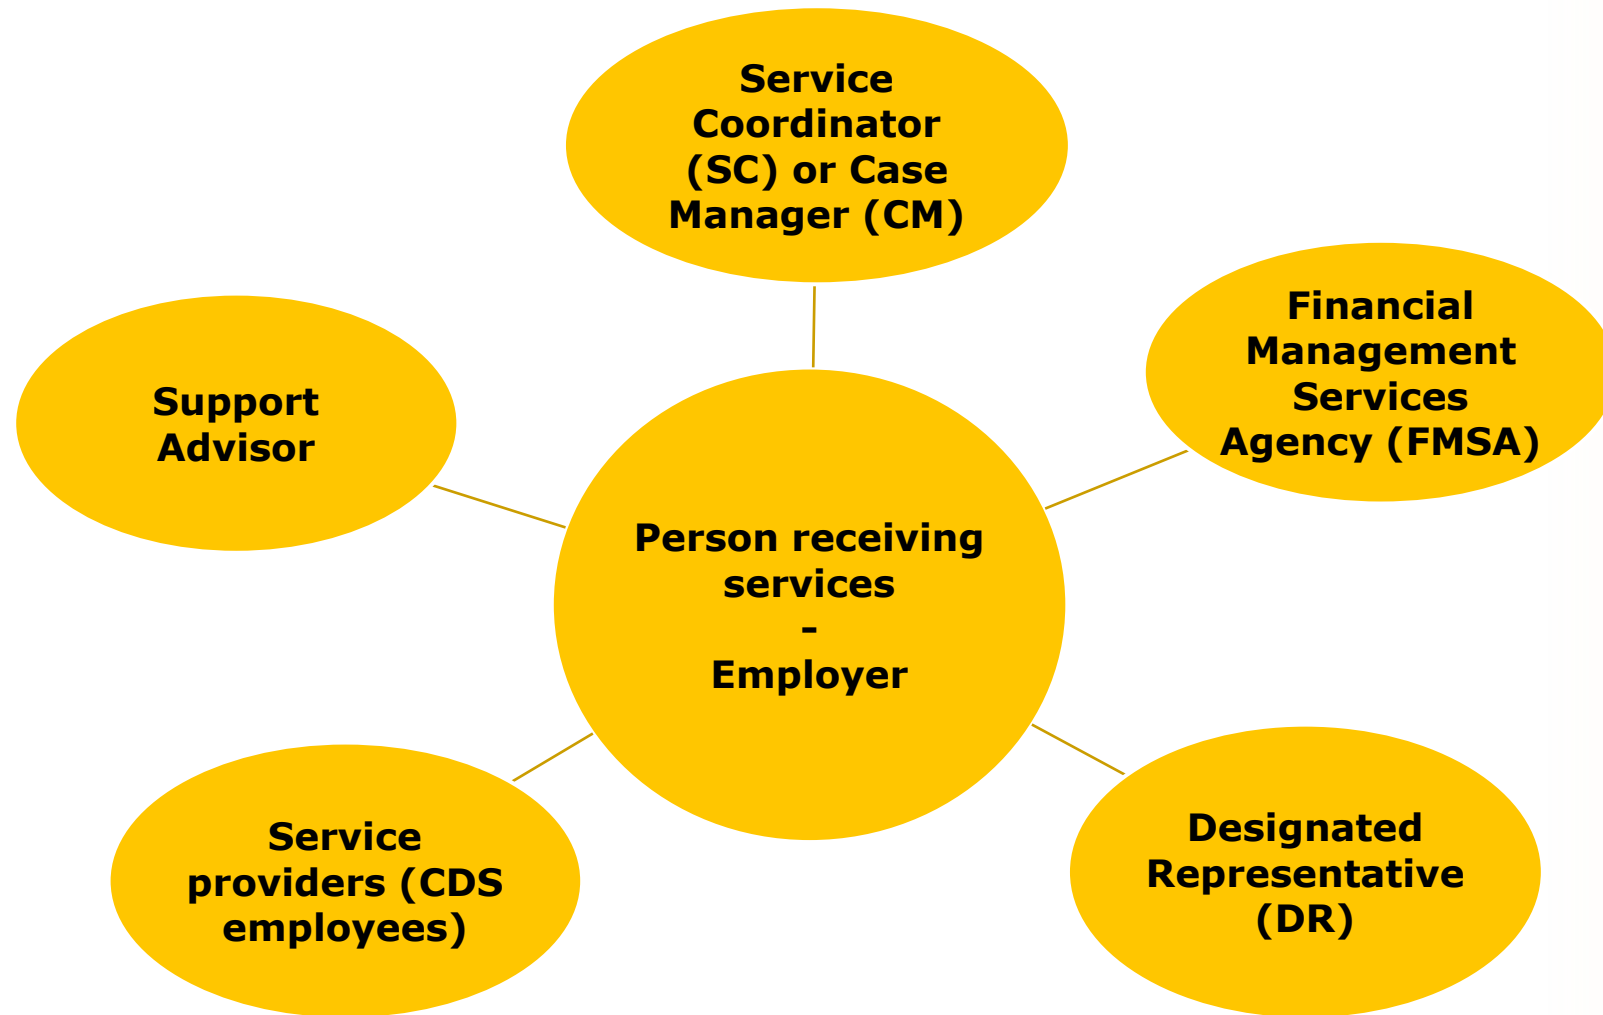 Service
Coordinator
(SC) or Case
Manager (CM)
Financial
Management
Services
Agency (FMSA)
Support
Advisor
Person receiving
services
-
Employer
Service
providers (CDS
employees)
Designated
Representative
(DR)